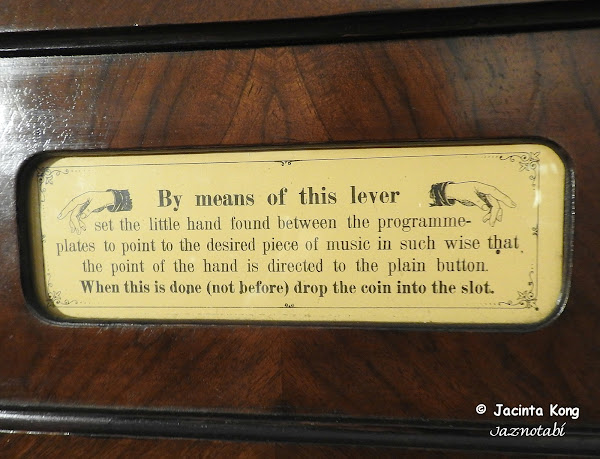 By means of this lever
set the little hand found between the programme-
plates to point to the desired piece of music in such wise that
the point of the hand is directed to the plain button.
When this is done (not before) drop the coin into the slot.
© Jacinta Kong
Jaznotabi